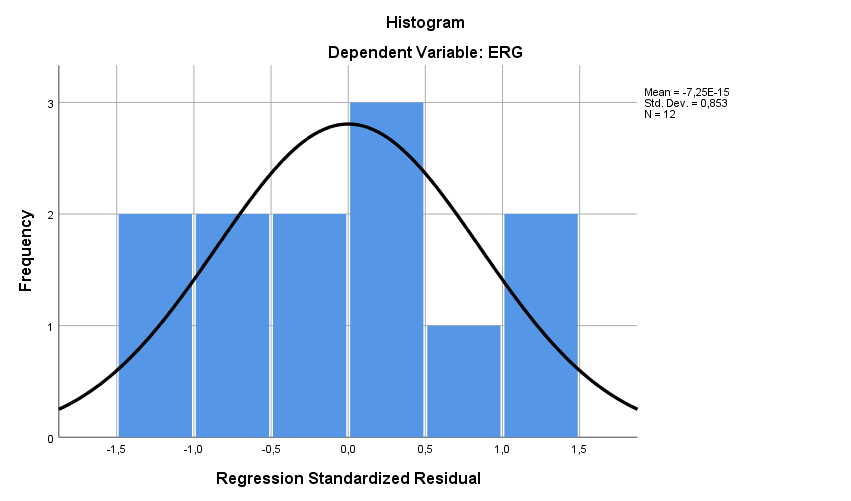 Histogram
Dependent Variable: ERG
Mean = -7,25E-15
Std. Dev. = 0,853
N = 12
Frequency
3
2
1
0
-1,5 -1,0 -0,5 0,0 0,5 1,0 1,5
Regression Standardized Residual